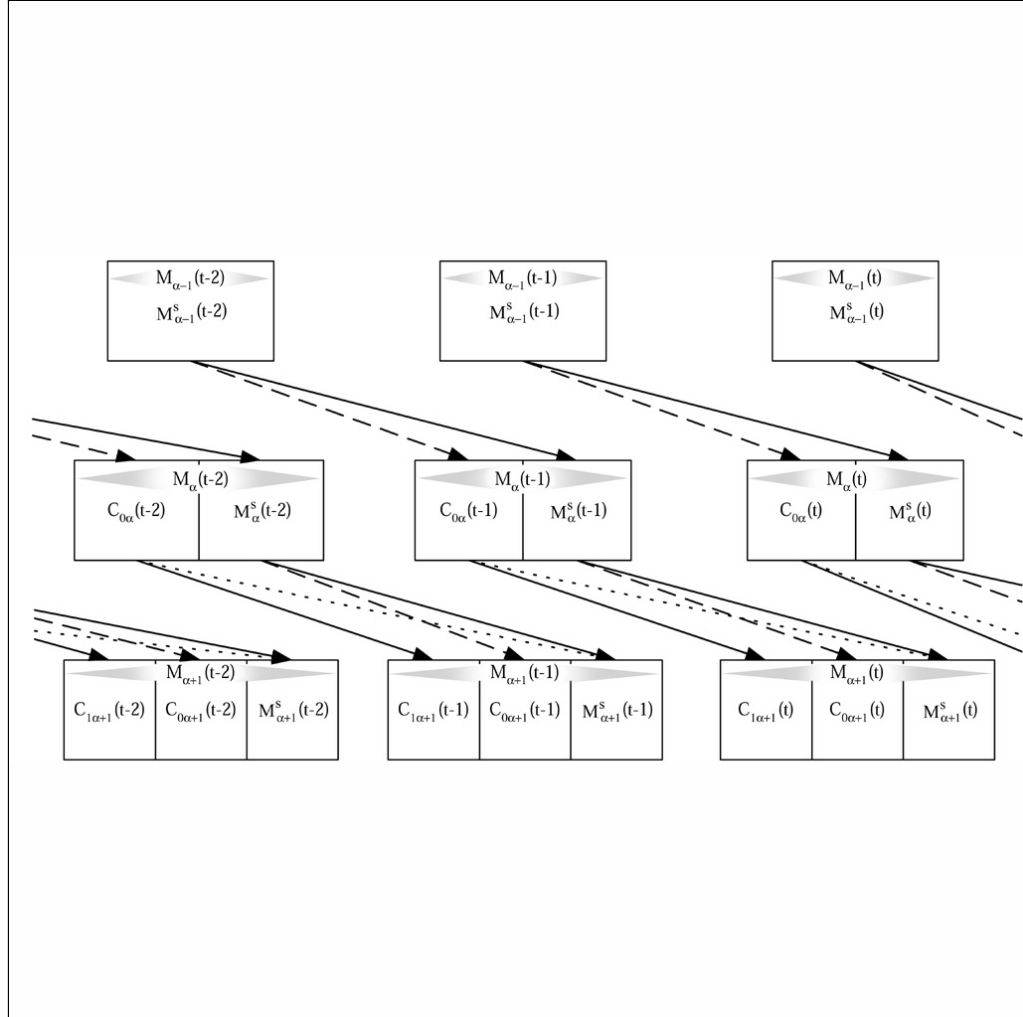 M_{α−1}(t-2) M_{α−1}(t-1) M_{α−1}(t)
M^s_{α−1}(t-2) M^s_{α−1}(t-1) M^s_{α−1}(t)
M_α(t-2) M_α(t-1) M_α(t)
C_{0α}(t-2) M^s_α(t-2) C_{0α}(t-1) M^s_α(t-1) C_{0α}(t) M^s_α(t)
M_{α+1}(t-2) M_{α+1}(t-1) M_{α+1}(t)
C_{1α+1}(t-2) C_{0α+1}(t-2) M^s_{α+1}(t-2) C_{1α+1}(t-1) C_{0α+1}(t-1) M^s_{α+1}(t-1) C_{1α+1}(t) C_{0α+1}(t) M^s_{α+1}(t)